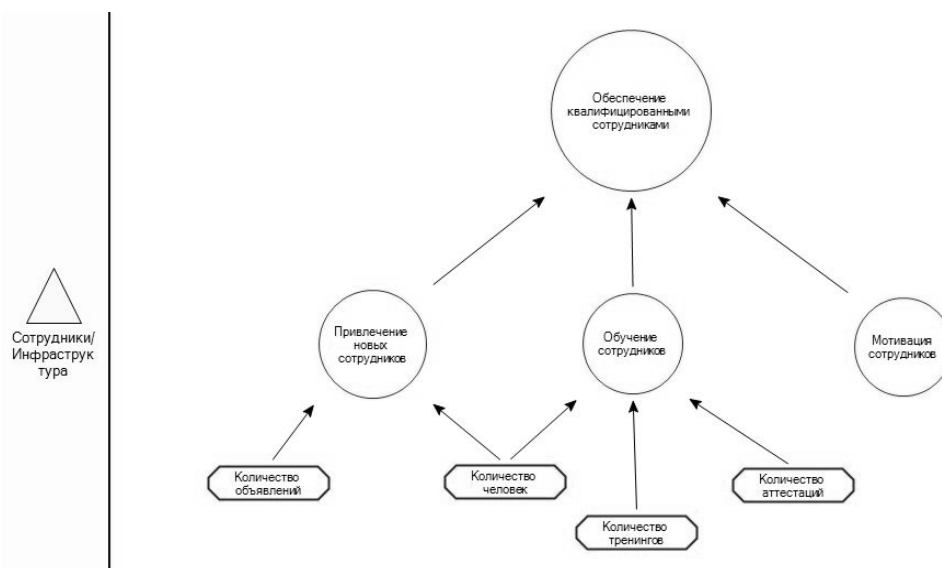 Обеспечение
квалифицированными
сотрудниками
Сотрудники/
Инфраструк
тура
Привлечение
новых
сотрудников
Обучение
сотрудников
Мотивация
сотрудников
Количество
объявлений
Количество
человек
Количество
аттестаций
Количество
тренингов